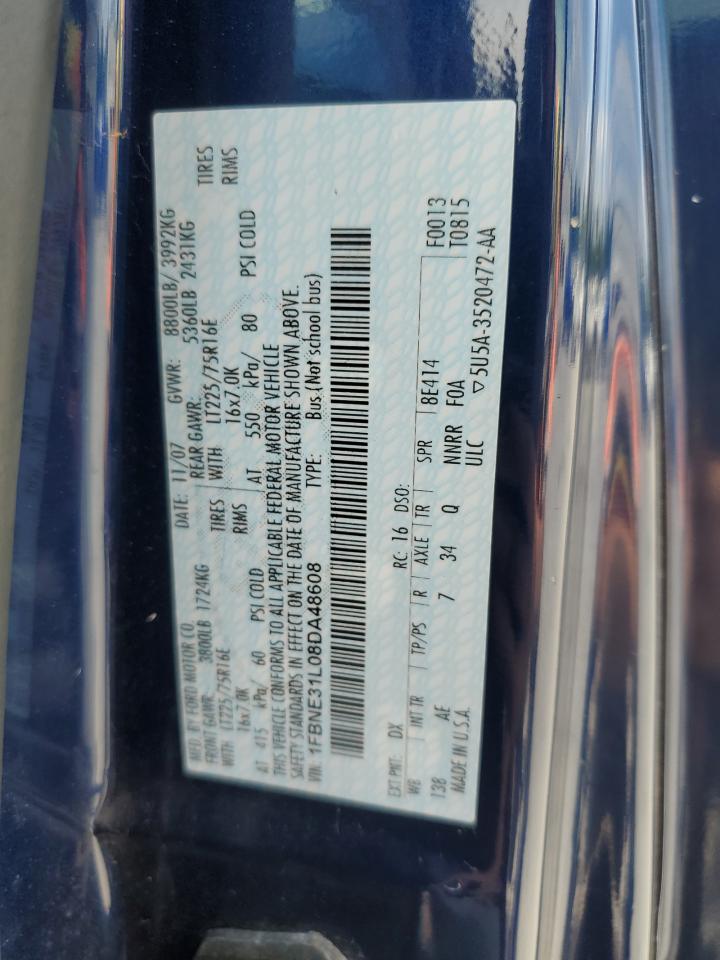 MFD. BY FORD MOTOR CO. DATE: 11/07 GVWR: 8800LB/ 3992KG
FRONT GAWR: 3800LB 1724KG REAR GAWR: 5360LB 2431KG
WITH LT225/75R16E TIRES WITH LT225/75R16E TIRES
16x7.0K RIMS 16x7.0K RIMS
AT 415 kPa/ 60 PSI COLD AT 550 kPa/ 80 PSI COLD
THIS VEHICLE CONFORMS TO ALL APPLICABLE FEDERAL MOTOR VEHICLE
SAFETY STANDARDS IN EFFECT ON THE DATE OF MANUFACTURE SHOWN ABOVE.
VIN: 1FBNE31L08DA48608 TYPE: Bus (Not school bus)
EXT PNT: DX RC: 16 DSO: F0013
WB INT TR TP/PS R AXLE TR SPR 8E414 T0815
138 AE 7 34 Q NNRR F0A
MADE IN U.S.A. ULC ▽5U5A-3520472-AA